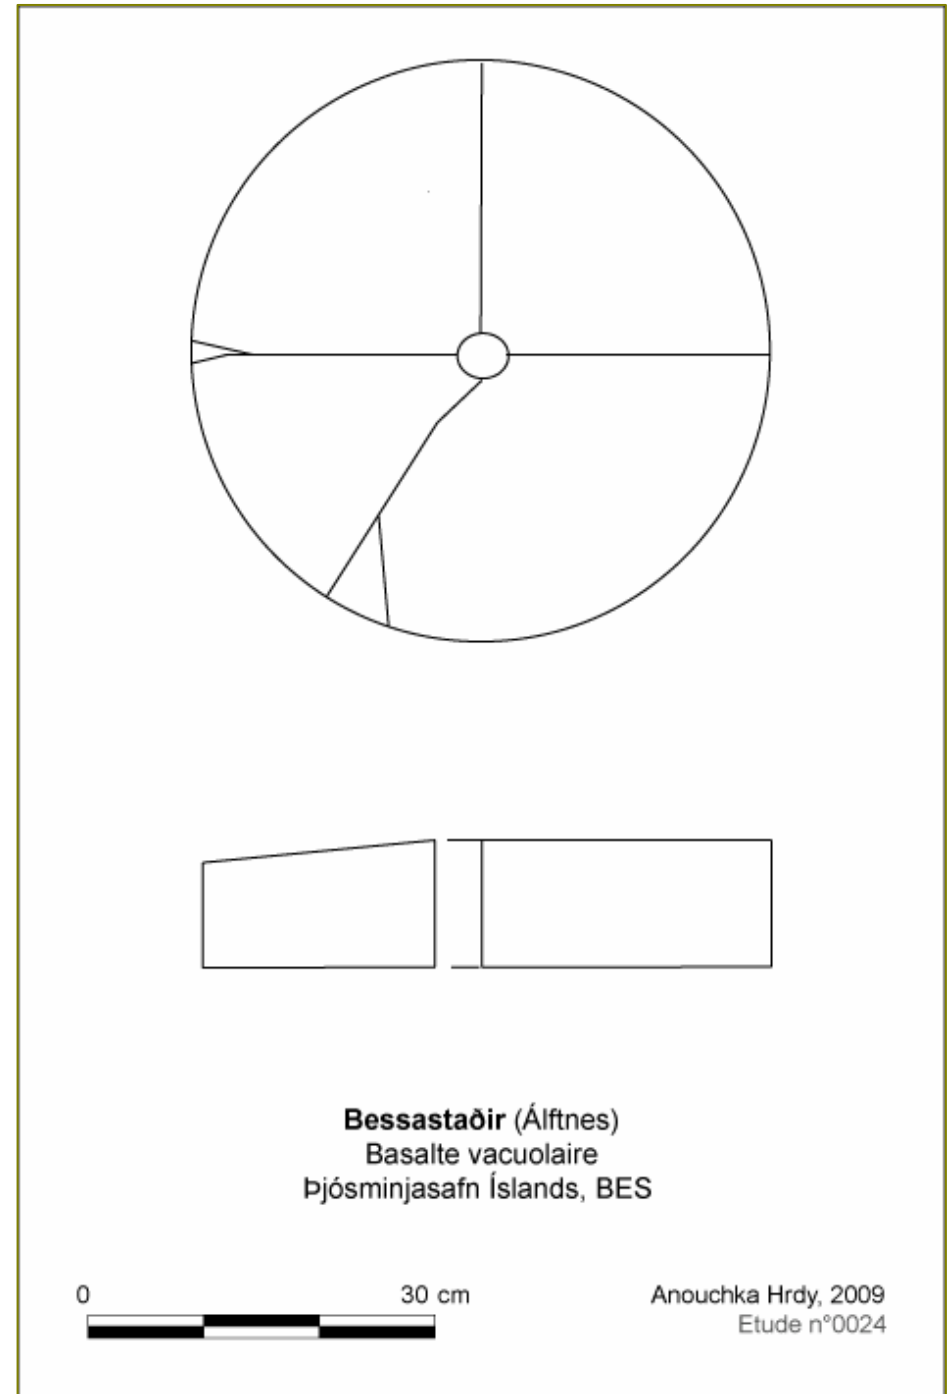 Bessastaðir (Álftnes)
Basalte vacuolaire
Þjósminjasafn Íslands, BES
0 30 cm
Anouchka Hrdy, 2009
Etude n°0024